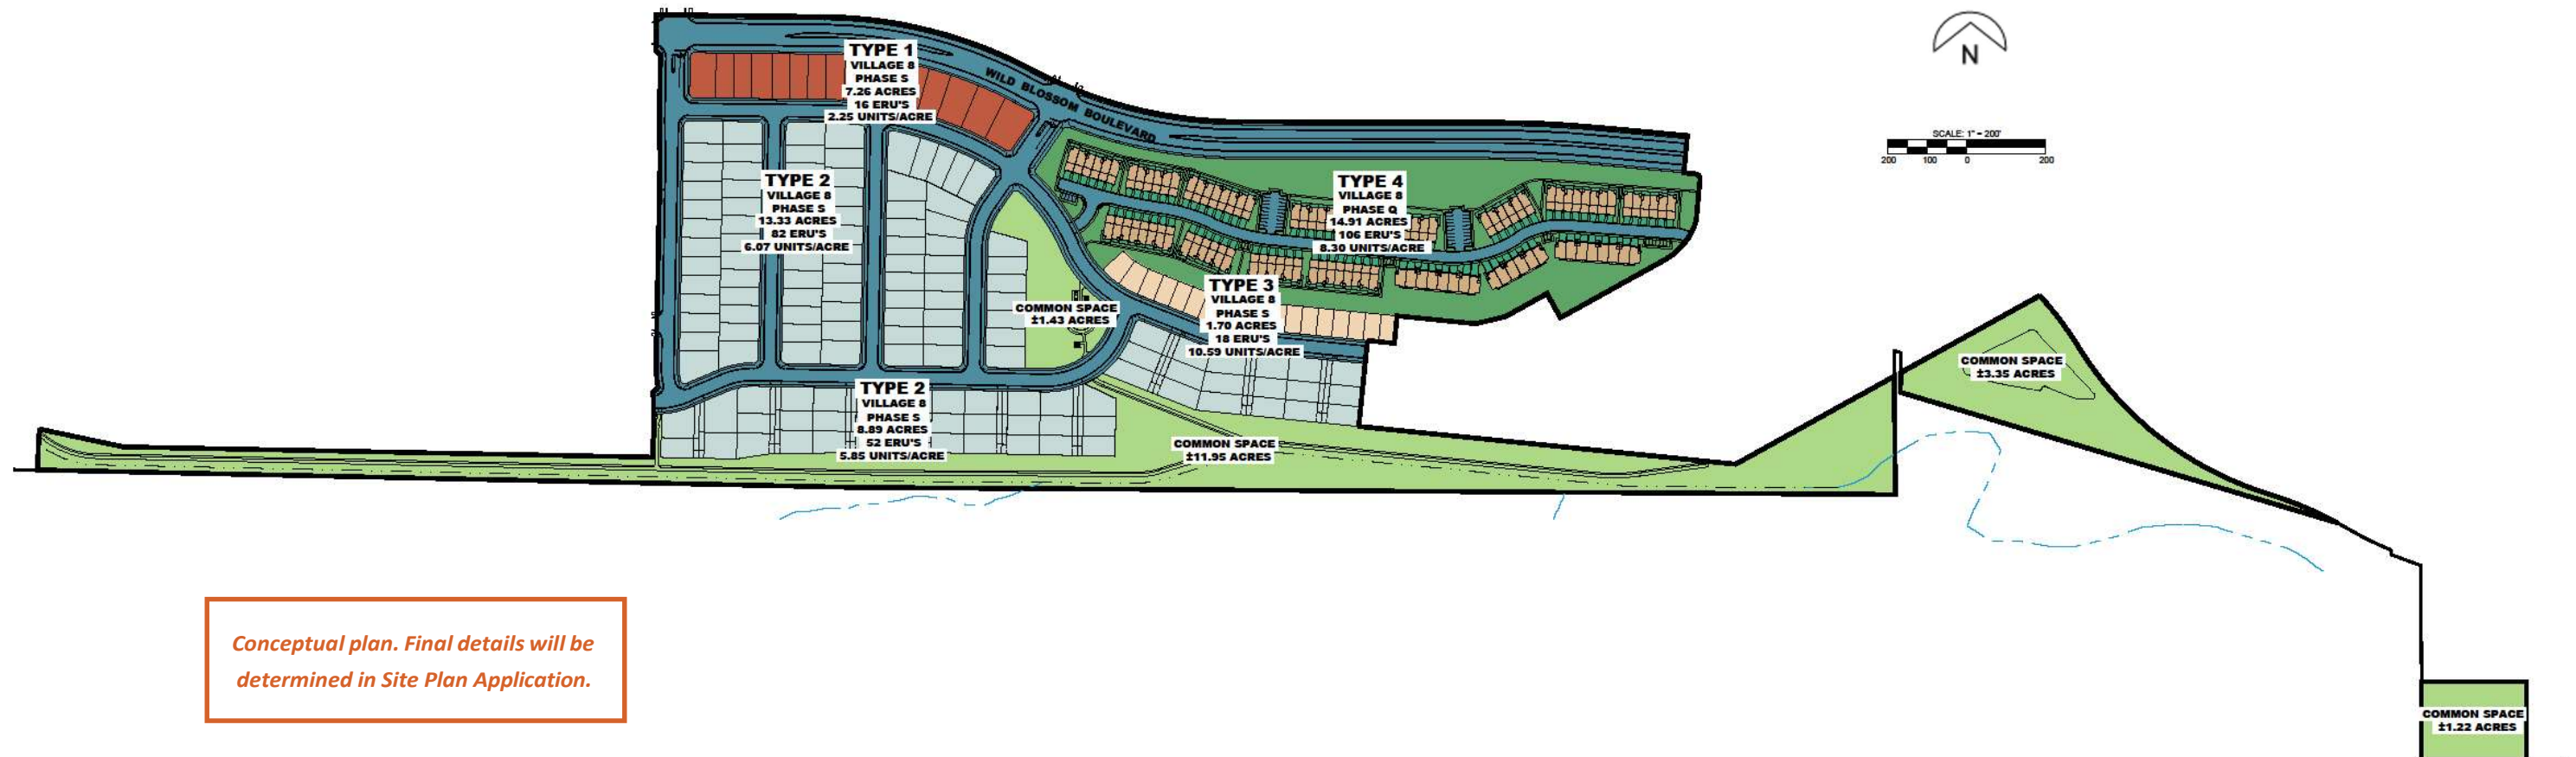 TYPE 1
VILLAGE 8
PHASE S
7.26 ACRES
16 ERU'S
2.25 UNITS/ACRE
WILD BLOSSOM BOULEVARD
N
SCALE: 1" = 200'
200 100 0 200
TYPE 2
VILLAGE 8
PHASE S
13.33 ACRES
82 ERU'S
6.07 UNITS/ACRE
TYPE 4
VILLAGE 8
PHASE Q
14.91 ACRES
106 ERU'S
8.30 UNITS/ACRE
TYPE 3
VILLAGE 8
PHASE S
1.70 ACRES
18 ERU'S
10.59 UNITS/ACRE
COMMON SPACE
±1.43 ACRES
COMMON SPACE
±3.35 ACRES
TYPE 2
VILLAGE 8
PHASE S
8.89 ACRES
52 ERU'S
5.85 UNITS/ACRE
COMMON SPACE
±11.95 ACRES
Conceptual plan. Final details will be
determined in Site Plan Application.
COMMON SPACE
±1.22 ACRES